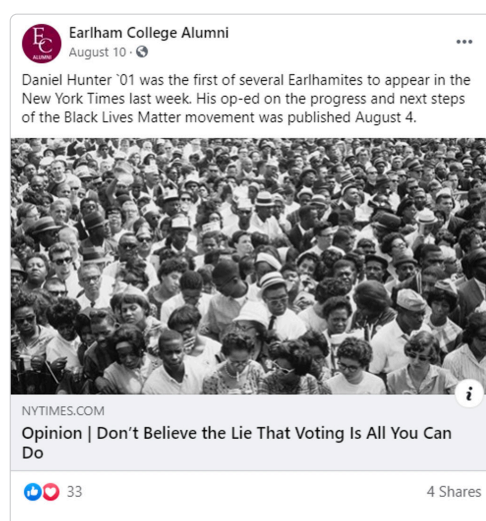 EC
ALUMNI
Earlham College Alumni
August 10 ·
Daniel Hunter `01 was the first of several Earlhamites to appear in the
New York Times last week. His op-ed on the progress and next steps
of the Black Lives Matter movement was published August 4.
i
NYTIMES.COM
Opinion | Don’t Believe the Lie That Voting Is All You Can
Do
33
4 Shares